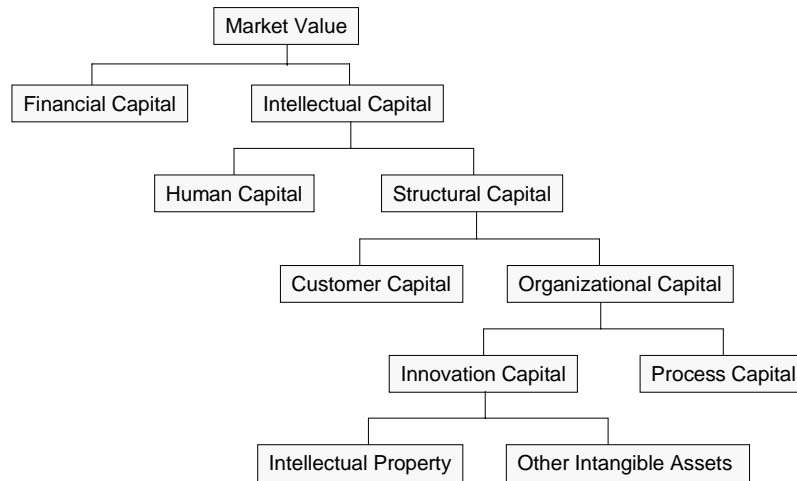 Market Value
Financial Capital
Intellectual Capital
Human Capital
Structural Capital
Customer Capital
Organizational Capital
Innovation Capital
Process Capital
Intellectual Property
Other Intangible Assets